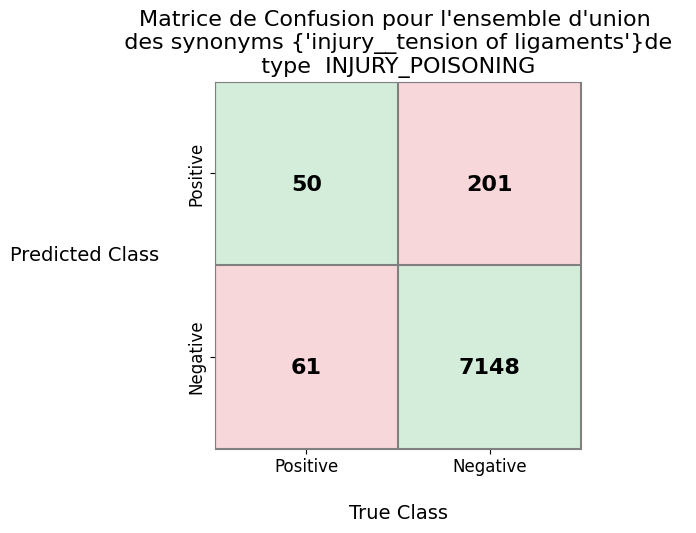 Matrice de Confusion pour l'ensemble d'union
des synonyms {'injury__tension of ligaments'}de
type  INJURY_POISONING
Positive
50
201
Predicted Class
Negative
61
7148
Positive
Negative
True Class